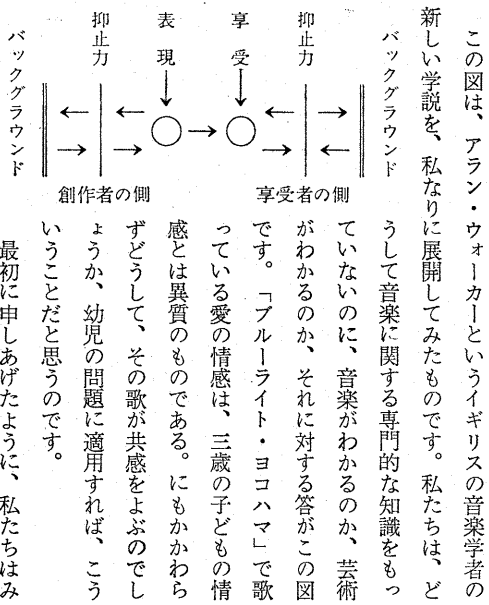 この図は、アラン・ウォーカーというイギリスの音楽学者の
新しい学説を、私なりに展開してみたものです。私たちは、ど
うして音楽に関する専門的な知識をもっ
ていないのに、音楽がわかるのか、芸術
がわかるのか、それに対する答がこの図
です。「ブルーライト・ヨコハマ」で歌
っている愛の情感は、三歳の子どもの情
感とは異質のものである。にもかかわら
ずどうして、その歌が共感をよぶのでし
ょうか、幼児の問題に適用すれば、こう
いうことだと思うのです。
最初に申しあげたように、私たちはみ
バックグラウンド
抑止力
享受
表現
抑止力
バックグラウンド
享受者の側
創作者の側